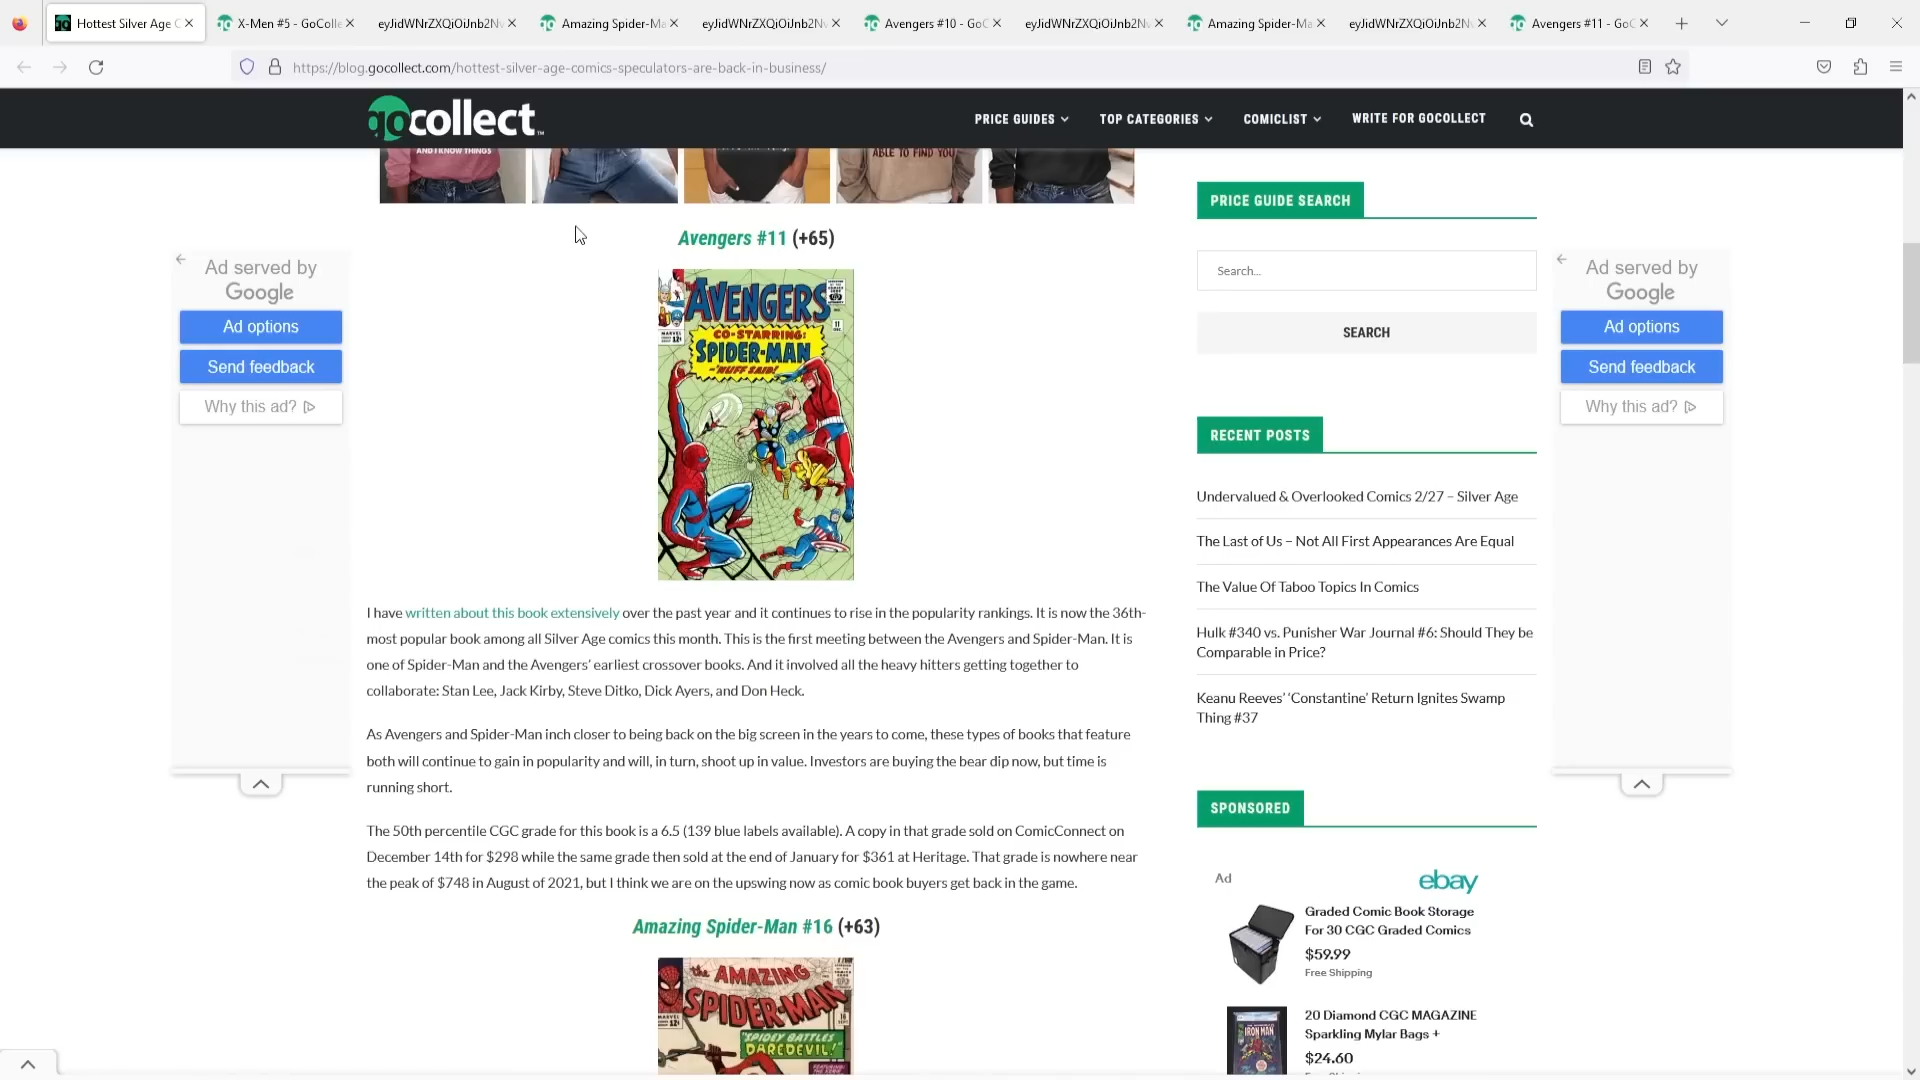 Hottest Silver Age C
X-Men #5 - GoColle
eyJidWNrZXQiOiJnb2Nv
Amazing Spider-Ma
eyJidWNrZXQiOiJnb2Nv
Avengers #10 - GoC
eyJidWNrZXQiOiJnb2Nv
Amazing Spider-Ma
eyJidWNrZXQiOiJnb2Nv
Avengers #11 - GoC
https://blog.gocollect.com/hottest-silver-age-comics-speculators-are-back-in-business/
gocollect
PRICE GUIDES
TOP CATEGORIES
COMICLIST
WRITE FOR GOCOLLECT
AND I KNOW THINGS
ABLE TO FIND YOU
Avengers #11 (+65)
THE AVENGERS
MARVEL
12¢
11
DEC
CO-STARRING:
SPIDER-MAN
-'NUFF SAID!
I have written about this book extensively over the past year and it continues to rise in the popularity rankings. It is now the 36th-
most popular book among all Silver Age comics this month. This is the first meeting between the Avengers and Spider-Man. It is
one of Spider-Man and the Avengers' earliest crossover books. And it involved all the heavy hitters getting together to
collaborate: Stan Lee, Jack Kirby, Steve Ditko, Dick Ayers, and Don Heck.
As Avengers and Spider-Man inch closer to being back on the big screen in the years to come, these types of books that feature
both will continue to gain in popularity and will, in turn, shoot up in value. Investors are buying the bear dip now, but time is
running short.
The 50th percentile CGC grade for this book is a 6.5 (139 blue labels available). A copy in that grade sold on ComicConnect on
December 14th for $298 while the same grade then sold at the end of January for $361 at Heritage. That grade is nowhere near
the peak of $748 in August of 2021, but I think we are on the upswing now as comic book buyers get back in the game.
Amazing Spider-Man #16 (+63)
the AMAZING
SPIDER-MAN
MARVEL
12¢
16
SEPT
"SPIDEY BATTLES
DAREDEVIL!"
Ad served by
Google
Ad options
Send feedback
Why this ad?
PRICE GUIDE SEARCH
Search...
SEARCH
RECENT POSTS
Undervalued & Overlooked Comics 2/27 – Silver Age
The Last of Us – Not All First Appearances Are Equal
The Value Of Taboo Topics In Comics
Hulk #340 vs. Punisher War Journal #6: Should They be
Comparable in Price?
Keanu Reeves' 'Constantine' Return Ignites Swamp
Thing #37
SPONSORED
Ad
ebay
Graded Comic Book Storage
For 30 CGC Graded Comics
$59.99
Free Shipping
20 Diamond CGC MAGAZINE
Sparkling Mylar Bags +
$24.60
IRON MAN
Ad served by
Google
Ad options
Send feedback
Why this ad?